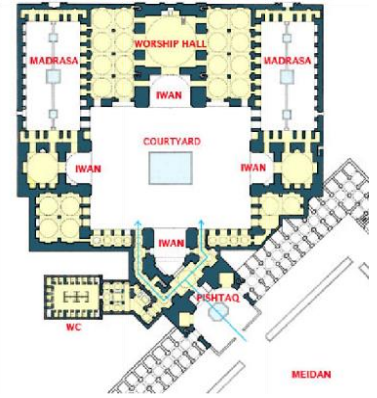 WORSHIP HALL
MADRASA
MADRASA
IWAN
COURTYARD
IWAN
IWAN
IWAN
PISHTAQ
WC
MEIDAN